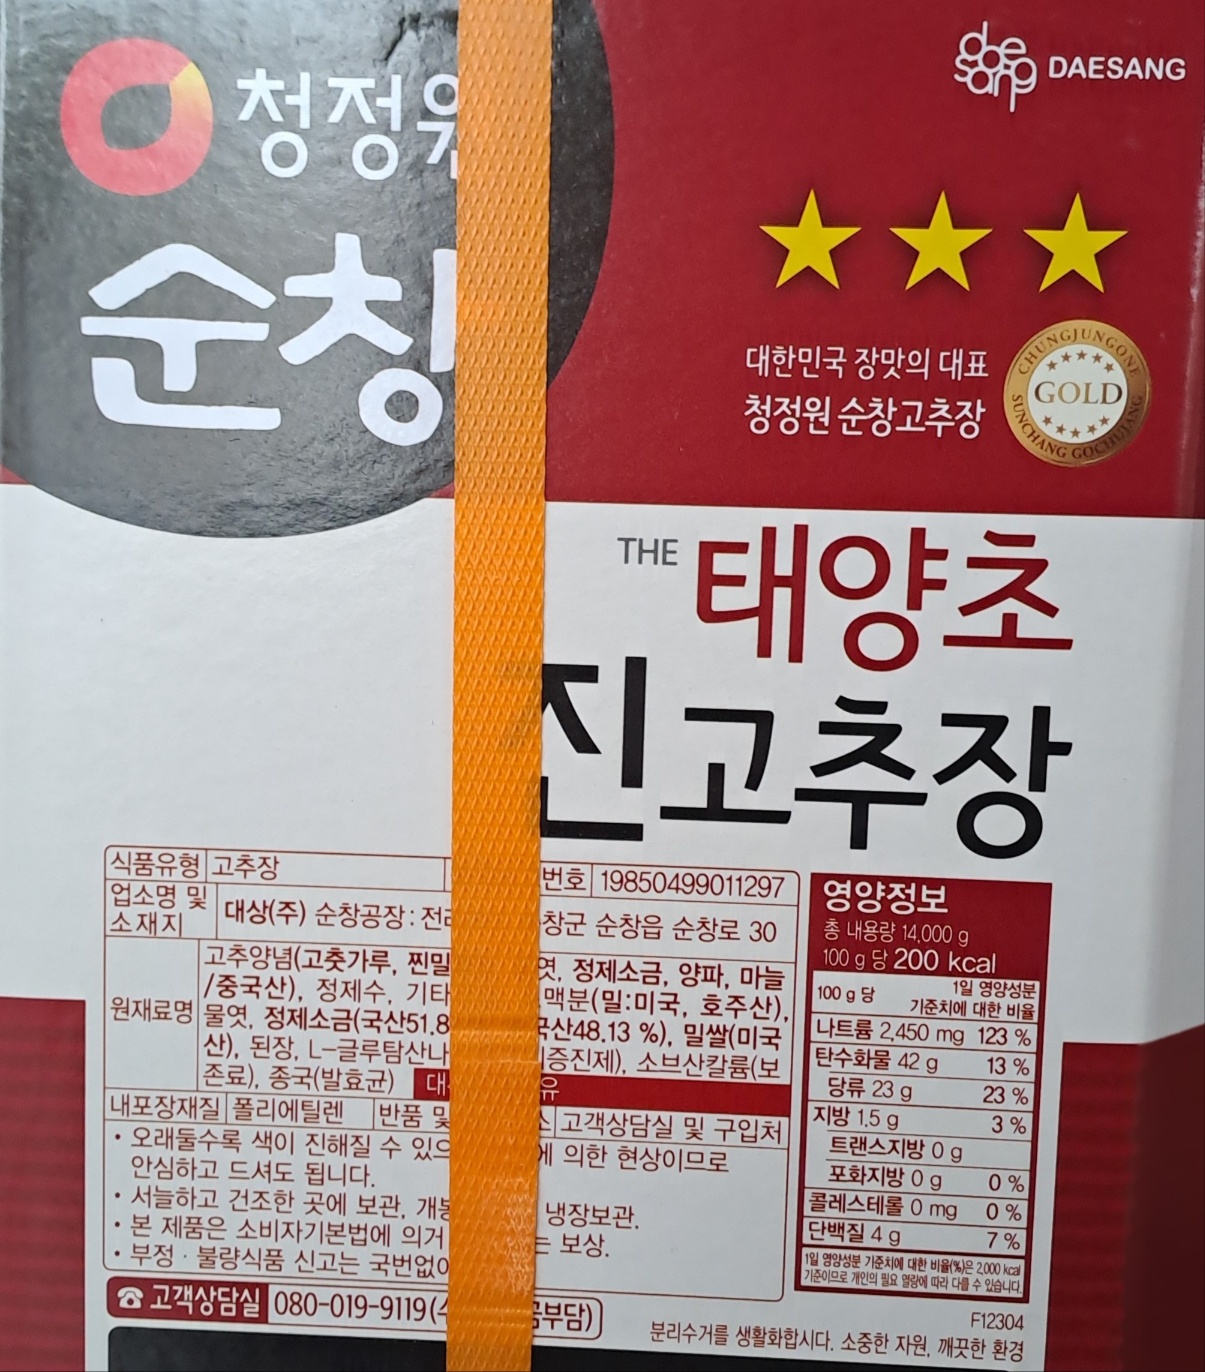 청정
순창
dae
sang
DAESANG
대한민국 장맛의 대표
청정원 순창고추장
CHUNGJUNGONE
GOLD
SUNCHANG GOCHUJANG
THE 태양초
진고추장
식품유형 고추장 번호 19850499011297
업소명 및
소재지
대상(주) 순창공장: 창군 순창읍 순창로 30
원재료명
고추양념(고춧가루, 찐밀 엿, 정제소금, 양파, 마늘
/중국산), 정제수, 기타 맥분(밀:미국, 호주산),
물엿, 정제소금(국산51.8 국산48.13 %), 밀쌀(미국
산), 된장, L-글루탐산나 증진제), 소브산칼륨(보
존료), 종국(발효균) 대 유
내포장재질 폴리에틸렌 반품 및 고객상담실 및 구입처
• 오래둘수록 색이 진해질 수 있으 에 의한 현상이므로
안심하고 드셔도 됩니다.
• 서늘하고 건조한 곳에 보관, 개봉 냉장보관.
• 본 제품은 소비자기본법에 의거 는 보상.
• 부정·불량식품 신고는 국번없이
고객상담실 080-019-9119(수 금부담)
영양정보
총 내용량 14,000 g
100 g 당 200 kcal
100 g 당 1일 영양성분
기준치에 대한 비율
나트륨 2,450 mg 123 %
탄수화물 42 g 13 %
당류 23 g 23 %
지방 1.5 g 3 %
트랜스지방 0 g
포화지방 0 g 0 %
콜레스테롤 0 mg 0 %
단백질 4 g 7 %
1일 영양성분 기준치에 대한 비율(%)은 2,000 kcal
기준이므로 개인의 필요 열량에 따라 다를 수 있습니다.
F12304
분리수거를 생활화합시다. 소중한 자원, 깨끗한 환경